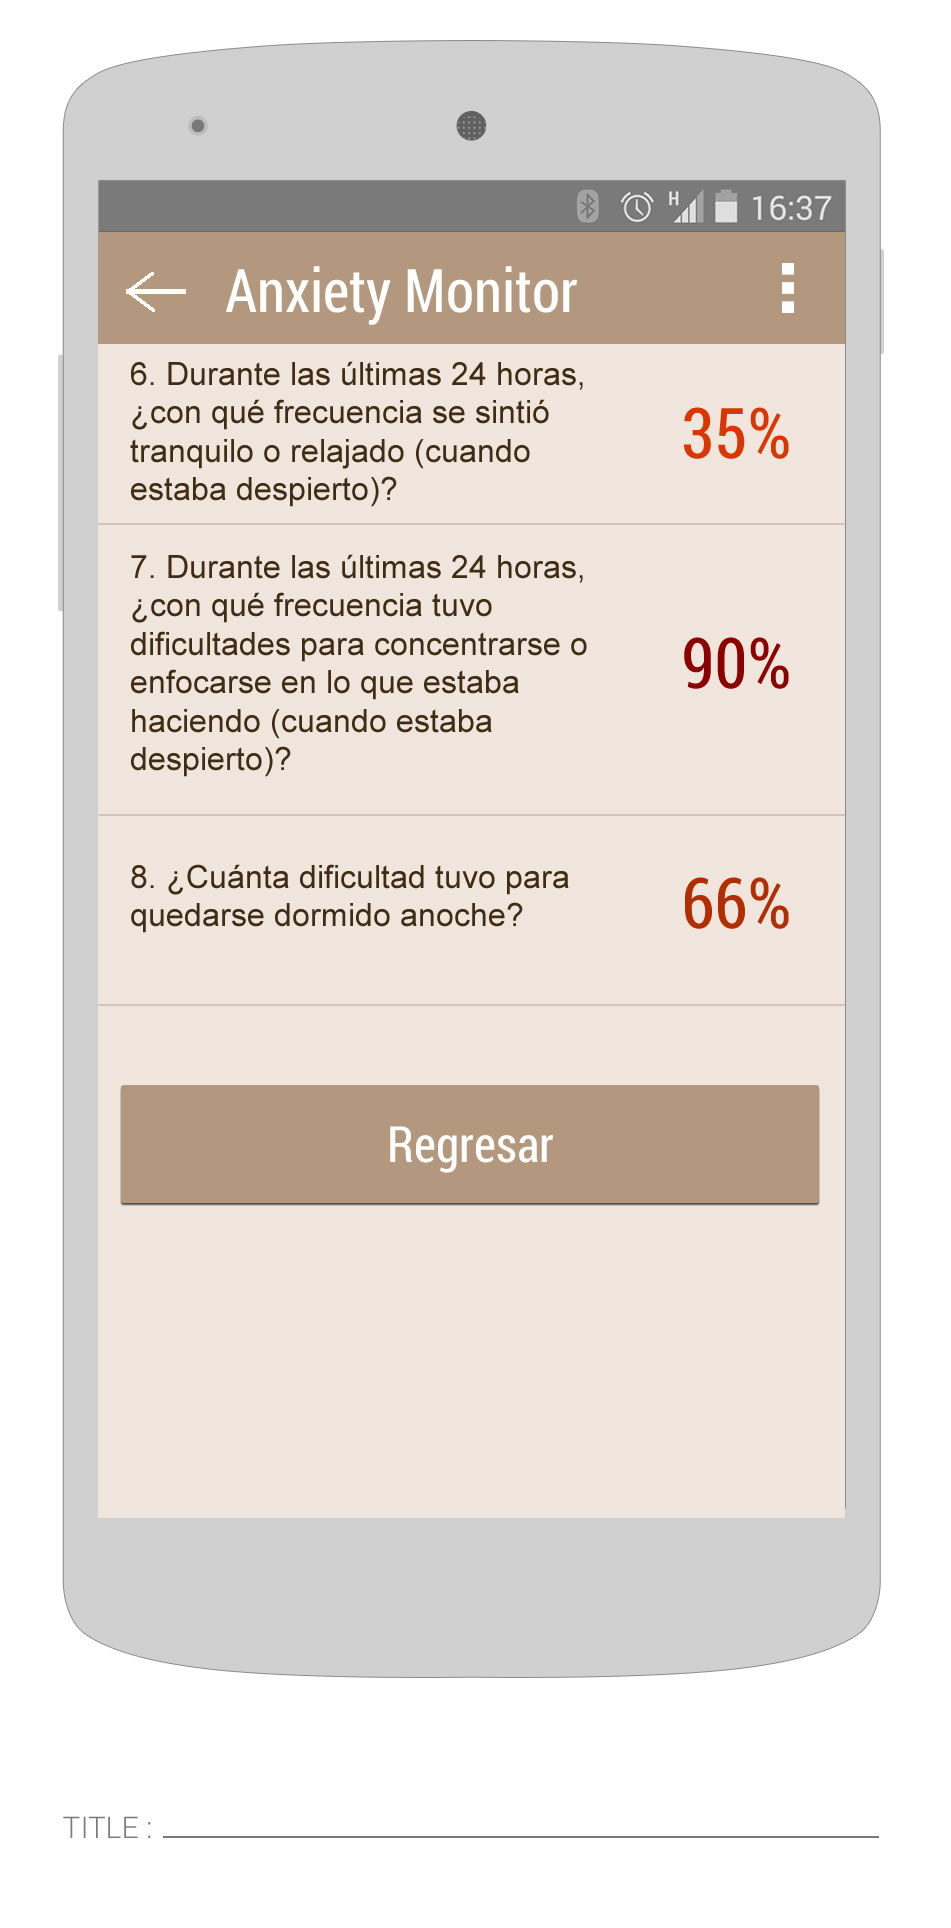 H
16:37
Anxiety Monitor
6. Durante las últimas 24 horas,
¿con qué frecuencia se sintió
tranquilo o relajado (cuando
estaba despierto)?
35%
7. Durante las últimas 24 horas,
¿con qué frecuencia tuvo
dificultades para concentrarse o
enfocarse en lo que estaba
haciendo (cuando estaba
despierto)?
90%
8. ¿Cuánta dificultad tuvo para
quedarse dormido anoche?
66%
Regresar
TITLE :